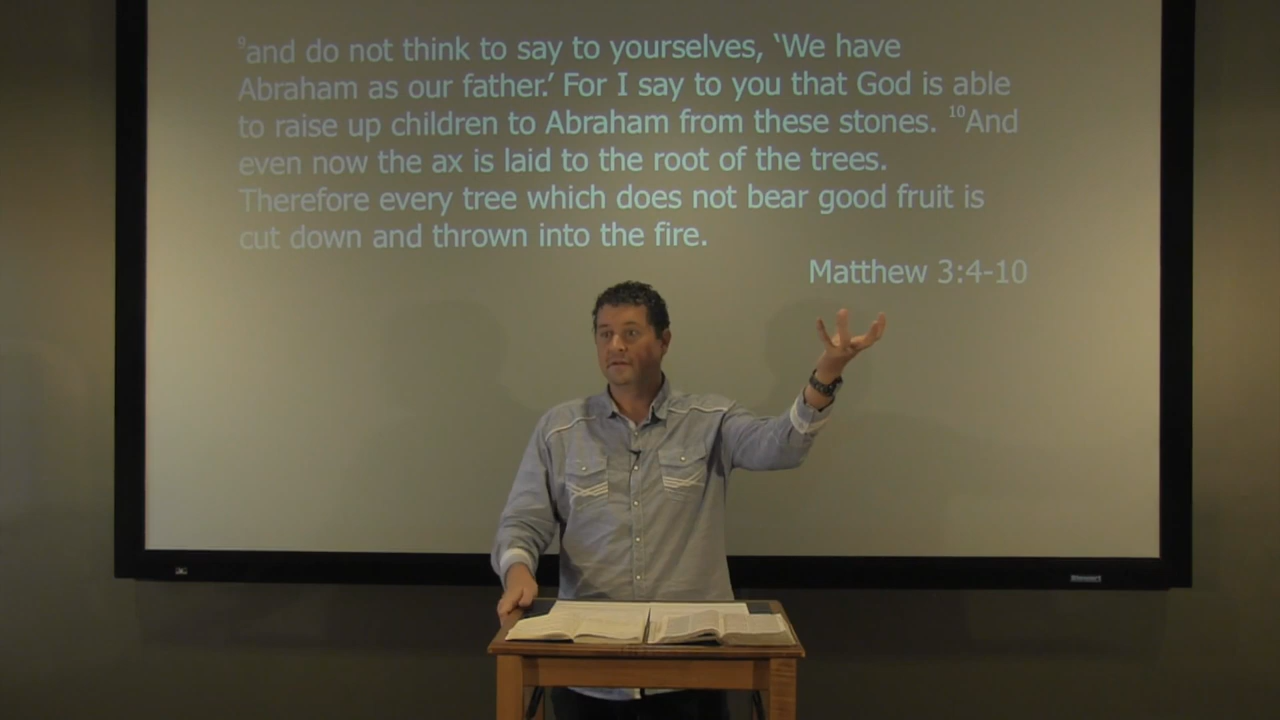 ⁹and do not think to say to yourselves, ‘We have
Abraham as our father.’ For I say to you that God is able
to raise up children to Abraham from these stones. ¹⁰And
even now the ax is laid to the root of the trees.
Therefore every tree which does not bear good fruit is
cut down and thrown into the fire.
Matthew 3:4-10